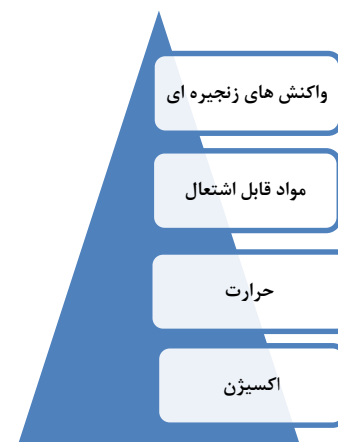 واکنش های زنجیره ای
مواد قابل اشتعال
حرارت
اکسیژن